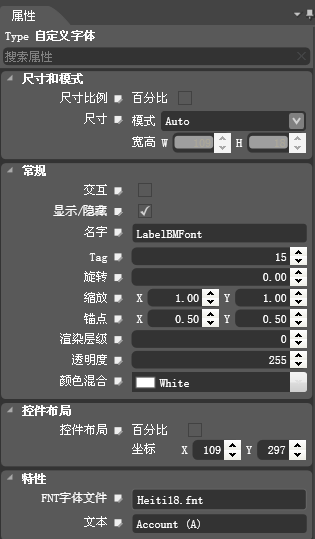 属性
Type 自定义字体
搜索属性
尺寸和模式
尺寸比例 百分比
尺寸 模式 Auto
宽高 W H
常规
交互
显示/隐藏
名字 LabelBMFont
Tag 15
旋转 0.00
缩放 X 1.00 Y 1.00
锚点 X 0.50 Y 0.50
渲染层级 0
透明度 255
颜色混合 White
控件布局
控件布局 百分比
坐标 X 109 Y 297
特性
FNT字体文件 Heiti18.fnt
文本 Account (A)